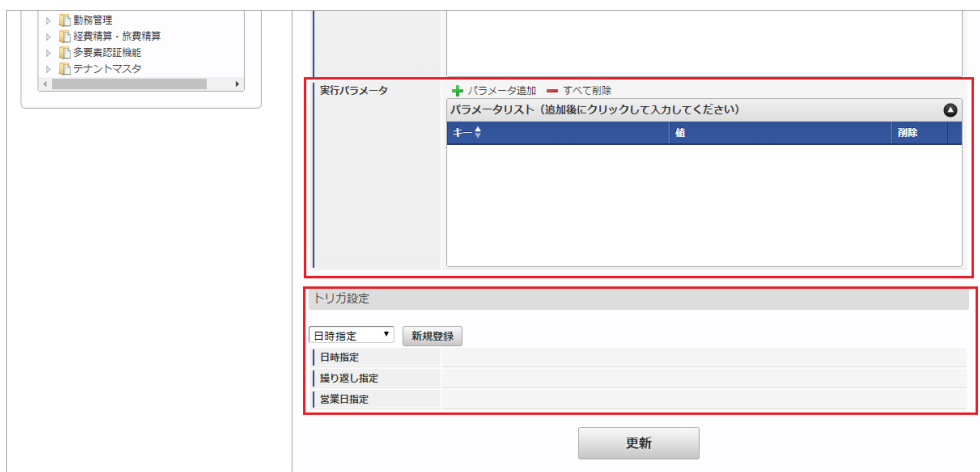 勤務管理
経費精算・旅費精算
多要素認証機能
テナントマスタ
実行パラメータ
パラメータ追加 すべて削除
パラメータリスト（追加後にクリックして入力してください）
キー 値 削除
トリガ設定
日時指定 新規登録
日時指定
繰り返し指定
営業日指定
更新